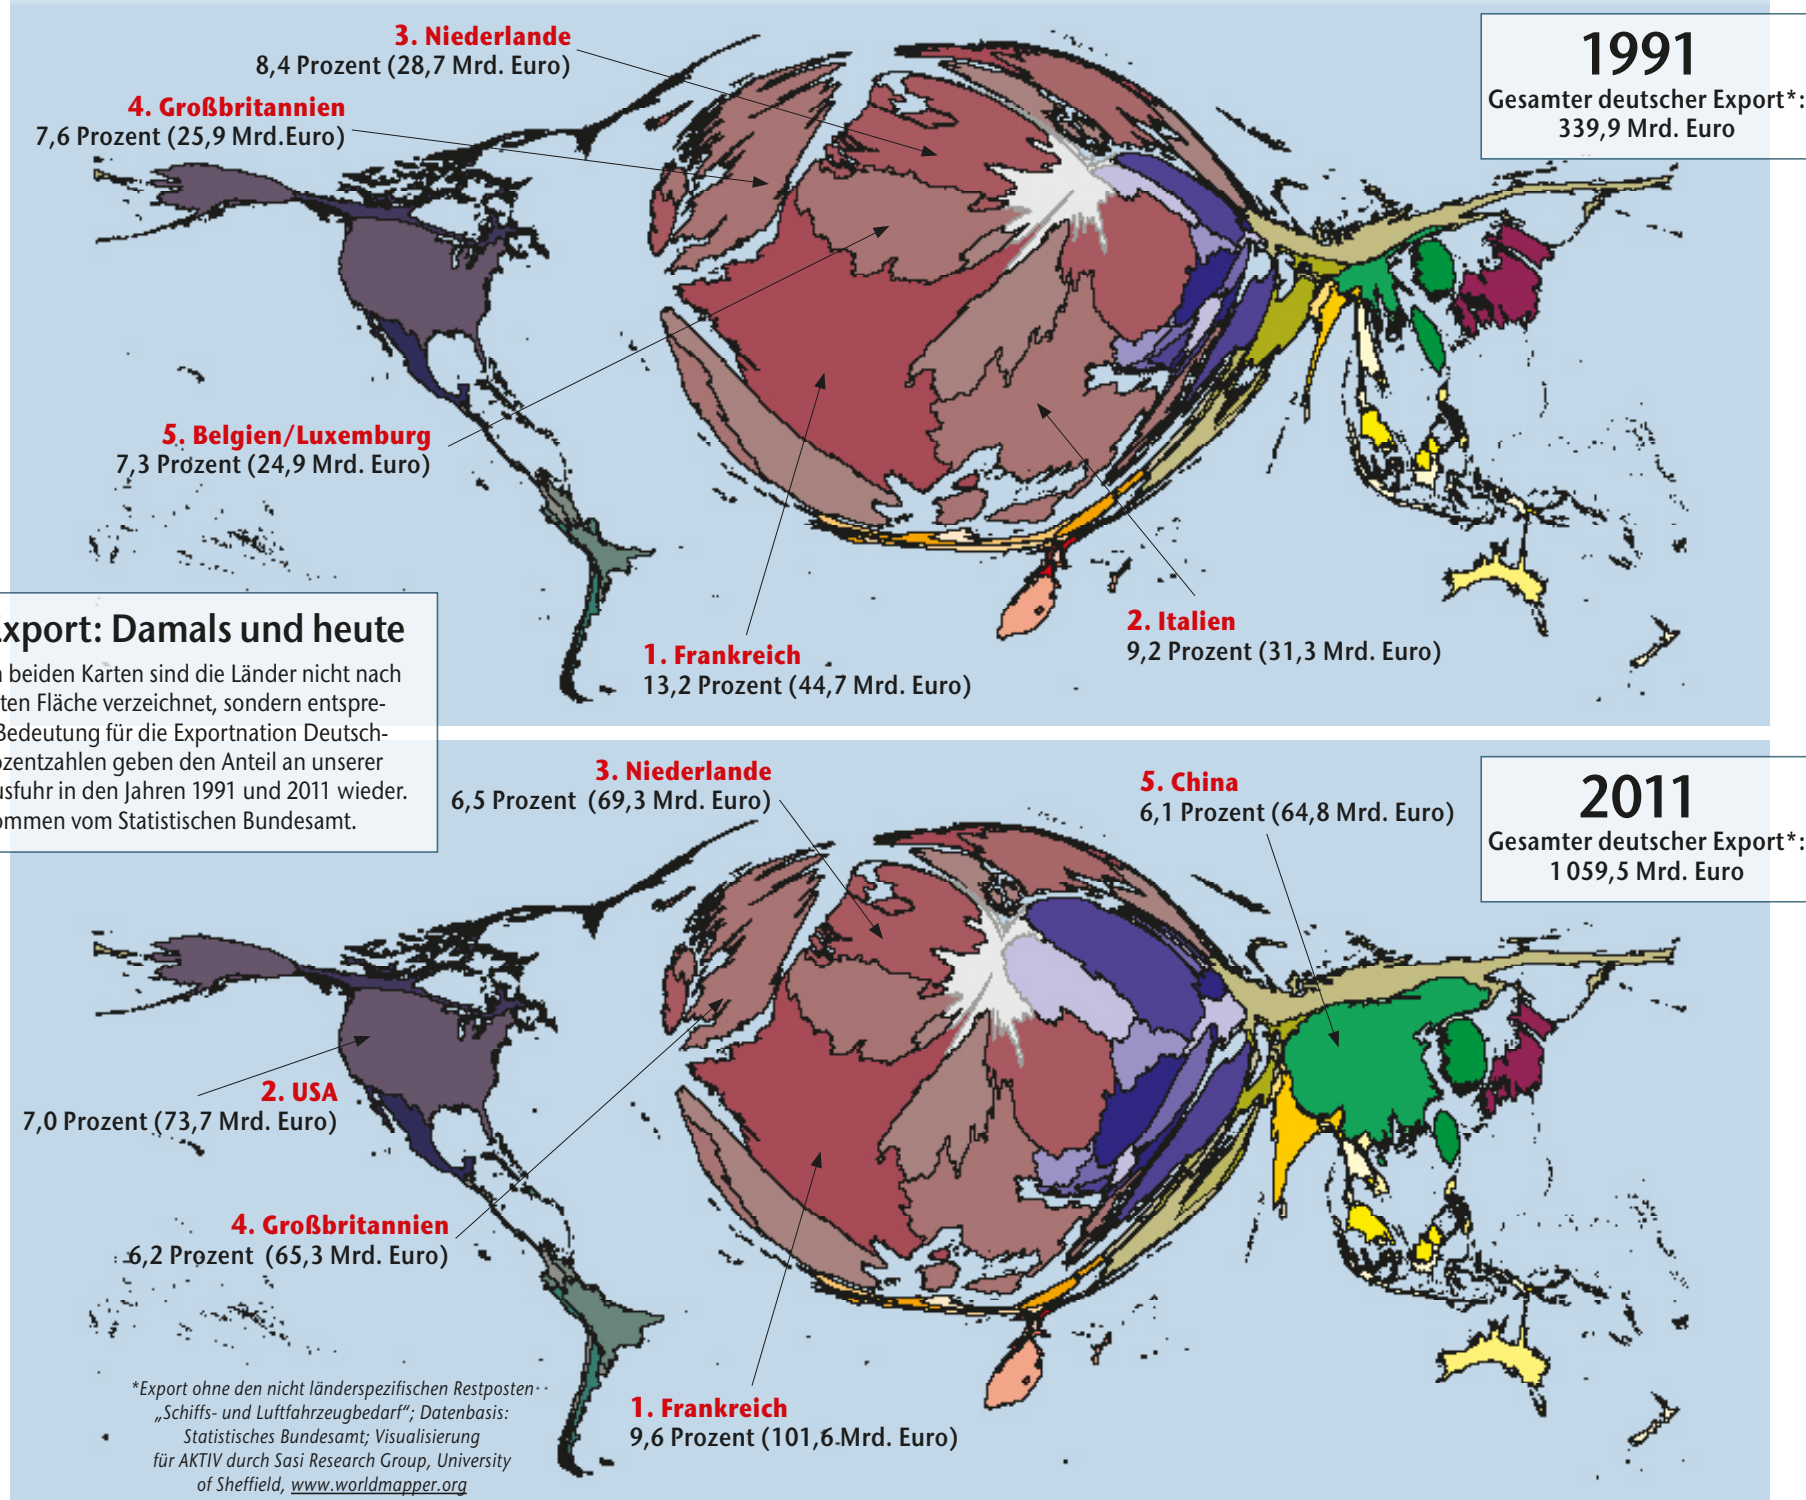 3. Niederlande
8,4 Prozent (28,7 Mrd. Euro)
4. Großbritannien
7,6 Prozent (25,9 Mrd.Euro)
1991
Gesamter deutscher Export*:
339,9 Mrd. Euro
5. Belgien/Luxemburg
7,3 Prozent (24,9 Mrd. Euro)
2. Italien
9,2 Prozent (31,3 Mrd. Euro)
1. Frankreich
13,2 Prozent (44,7 Mrd. Euro)
Export: Damals und heute
beiden Karten sind die Länder nicht nach
ten Fläche verzeichnet, sondern entspre-
Bedeutung für die Exportnation Deutsch-
ozentzahlen geben den Anteil an unserer
usfuhr in den Jahren 1991 und 2011 wieder.
ommen vom Statistischen Bundesamt.
3. Niederlande
6,5 Prozent (69,3 Mrd. Euro)
5. China
6,1 Prozent (64,8 Mrd. Euro)
2011
Gesamter deutscher Export*:
1 059,5 Mrd. Euro
2. USA
7,0 Prozent (73,7 Mrd. Euro)
4. Großbritannien
6,2 Prozent (65,3 Mrd. Euro)
1. Frankreich
9,6 Prozent (101,6 Mrd. Euro)
*Export ohne den nicht länderspezifischen Restposten
„Schiffs- und Luftfahrzeugbedarf“; Datenbasis:
Statistisches Bundesamt; Visualisierung
für AKTIV durch Sasi Research Group, University
of Sheffield, www.worldmapper.org